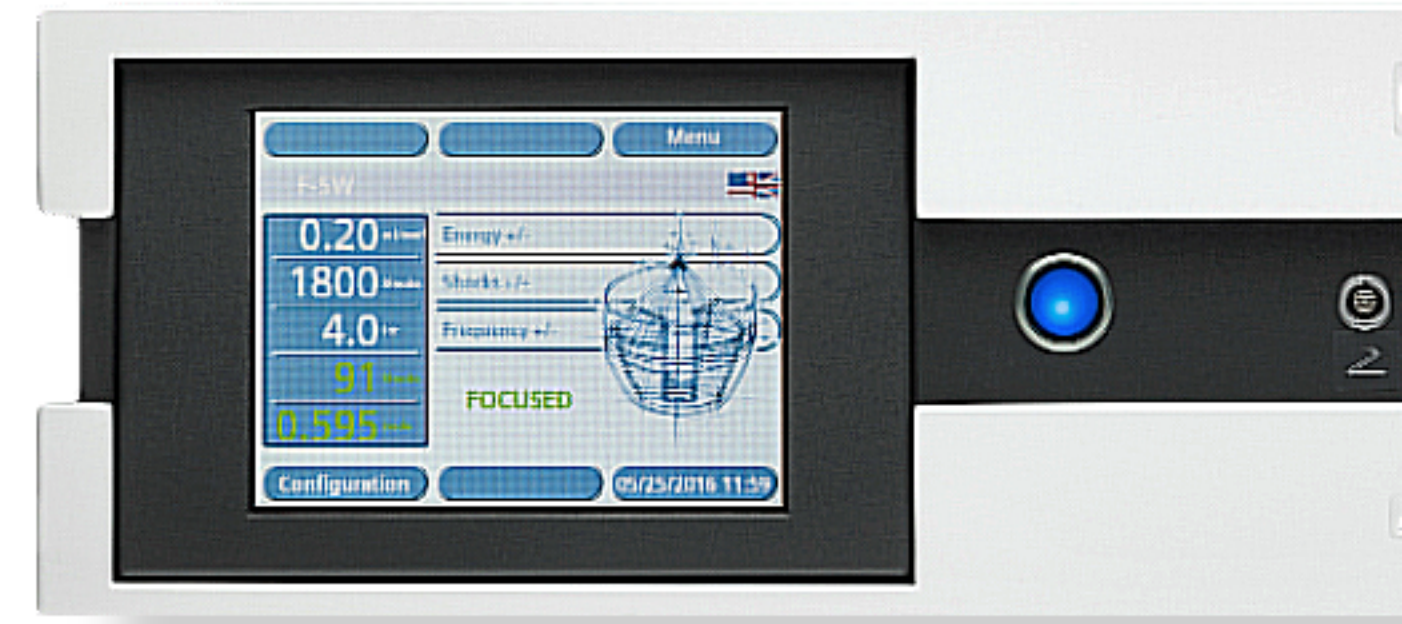 Menu
F-SW
0.20
Energy +/-
1800
Shocks +/-
4.0
Frequency +/-
91
FOCUSED
0.595
Configuration
05/25/2016 11:59